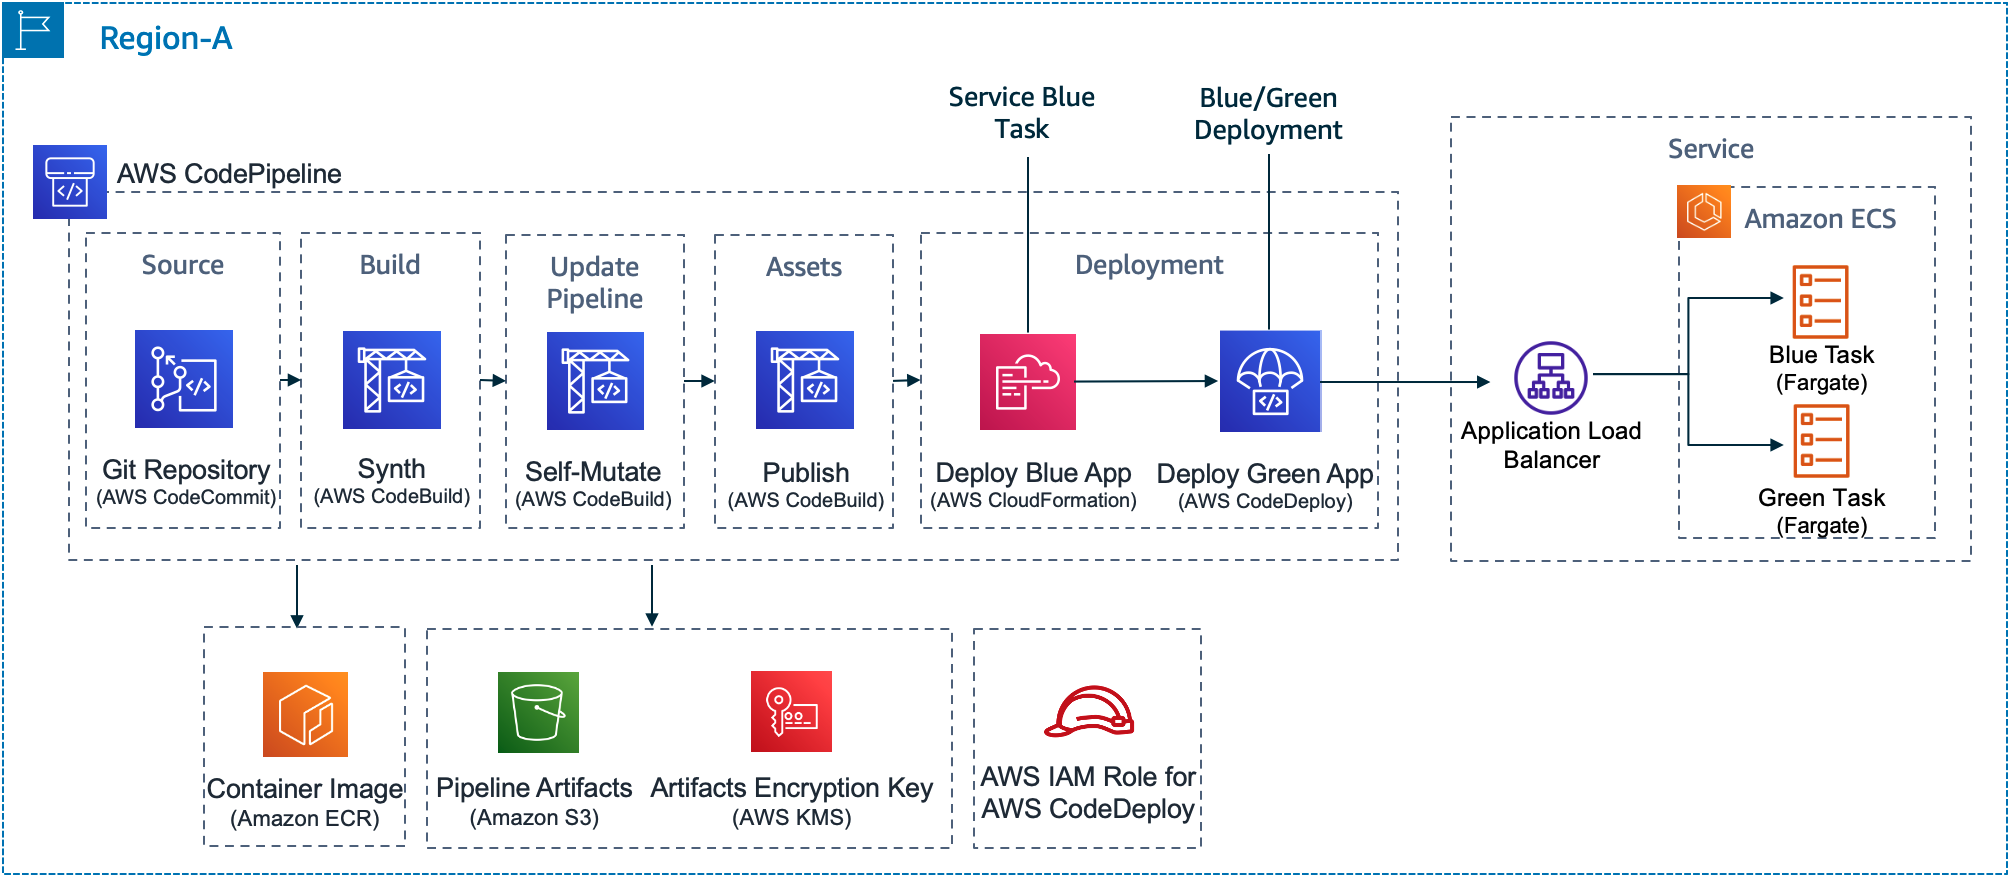 Region-A
Service Blue
Task
Blue/Green
Deployment
AWS CodePipeline
Source
Build
Update
Pipeline
Assets
Deployment
Git Repository
(AWS CodeCommit)
Synth
(AWS CodeBuild)
Self-Mutate
(AWS CodeBuild)
Publish
(AWS CodeBuild)
Deploy Blue App
(AWS CloudFormation)
Deploy Green App
(AWS CodeDeploy)
Service
Amazon ECS
Application Load
Balancer
Blue Task
(Fargate)
Green Task
(Fargate)
Container Image
(Amazon ECR)
Pipeline Artifacts
(Amazon S3)
Artifacts Encryption Key
(AWS KMS)
AWS IAM Role for
AWS CodeDeploy